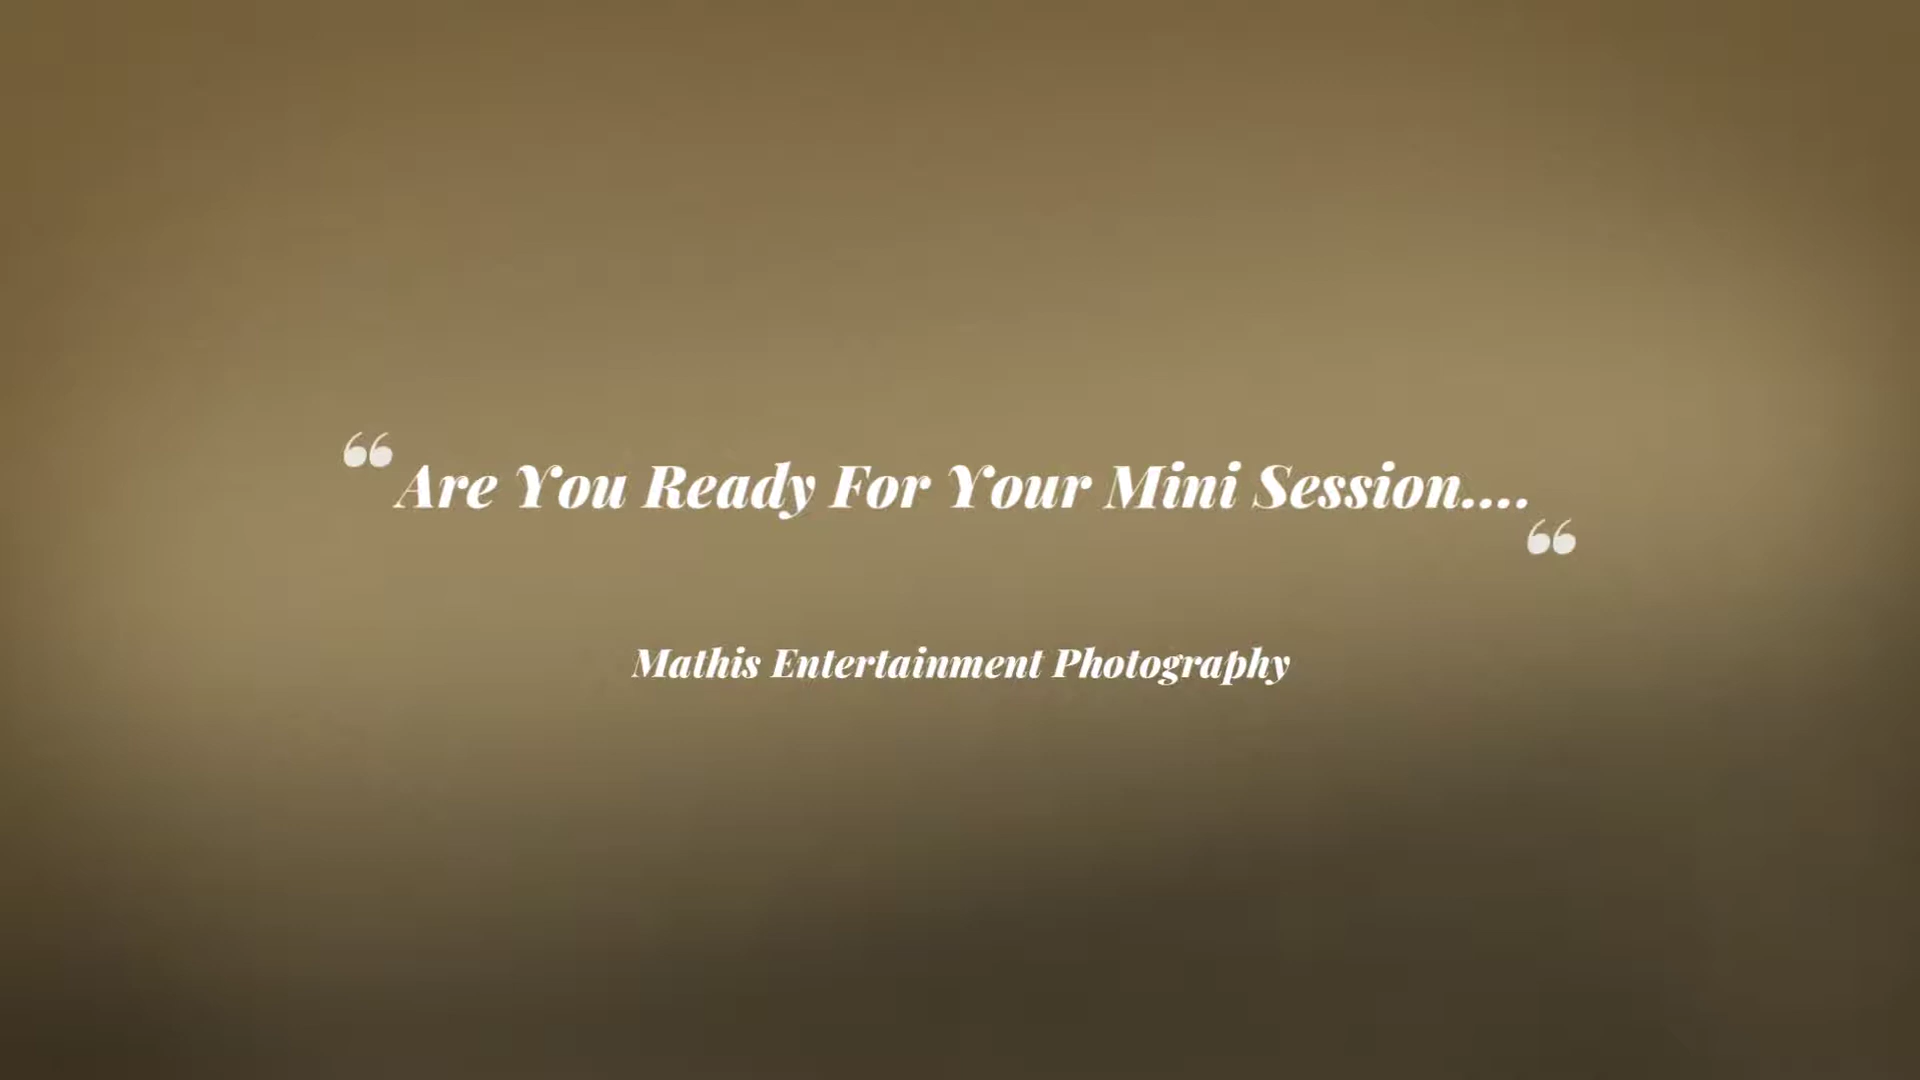 “Are You Ready For Your Mini Session....“
Mathis Entertainment Photography